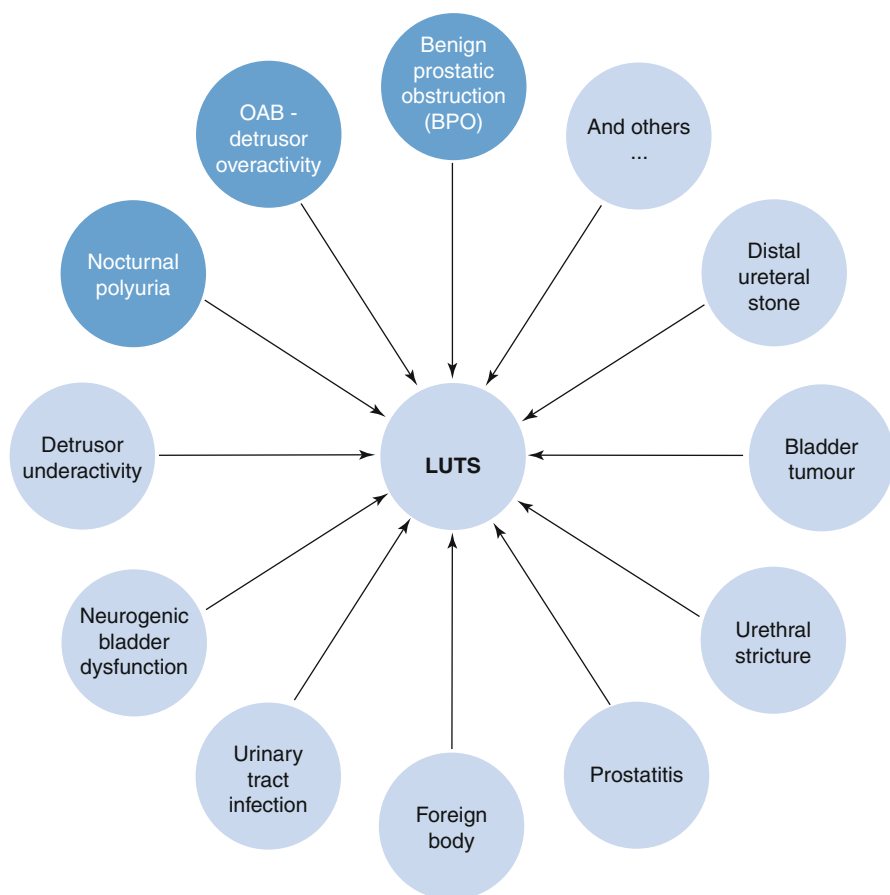 Benign
prostatic
obstruction
(BPO)
And others
...
Distal
ureteral
stone
Bladder
tumour
Urethral
stricture
Prostatitis
Foreign
body
Urinary
tract
infection
Neurogenic
bladder
dysfunction
Detrusor
underactivity
Nocturnal
polyuria
OAB -
detrusor
overactivity
LUTS